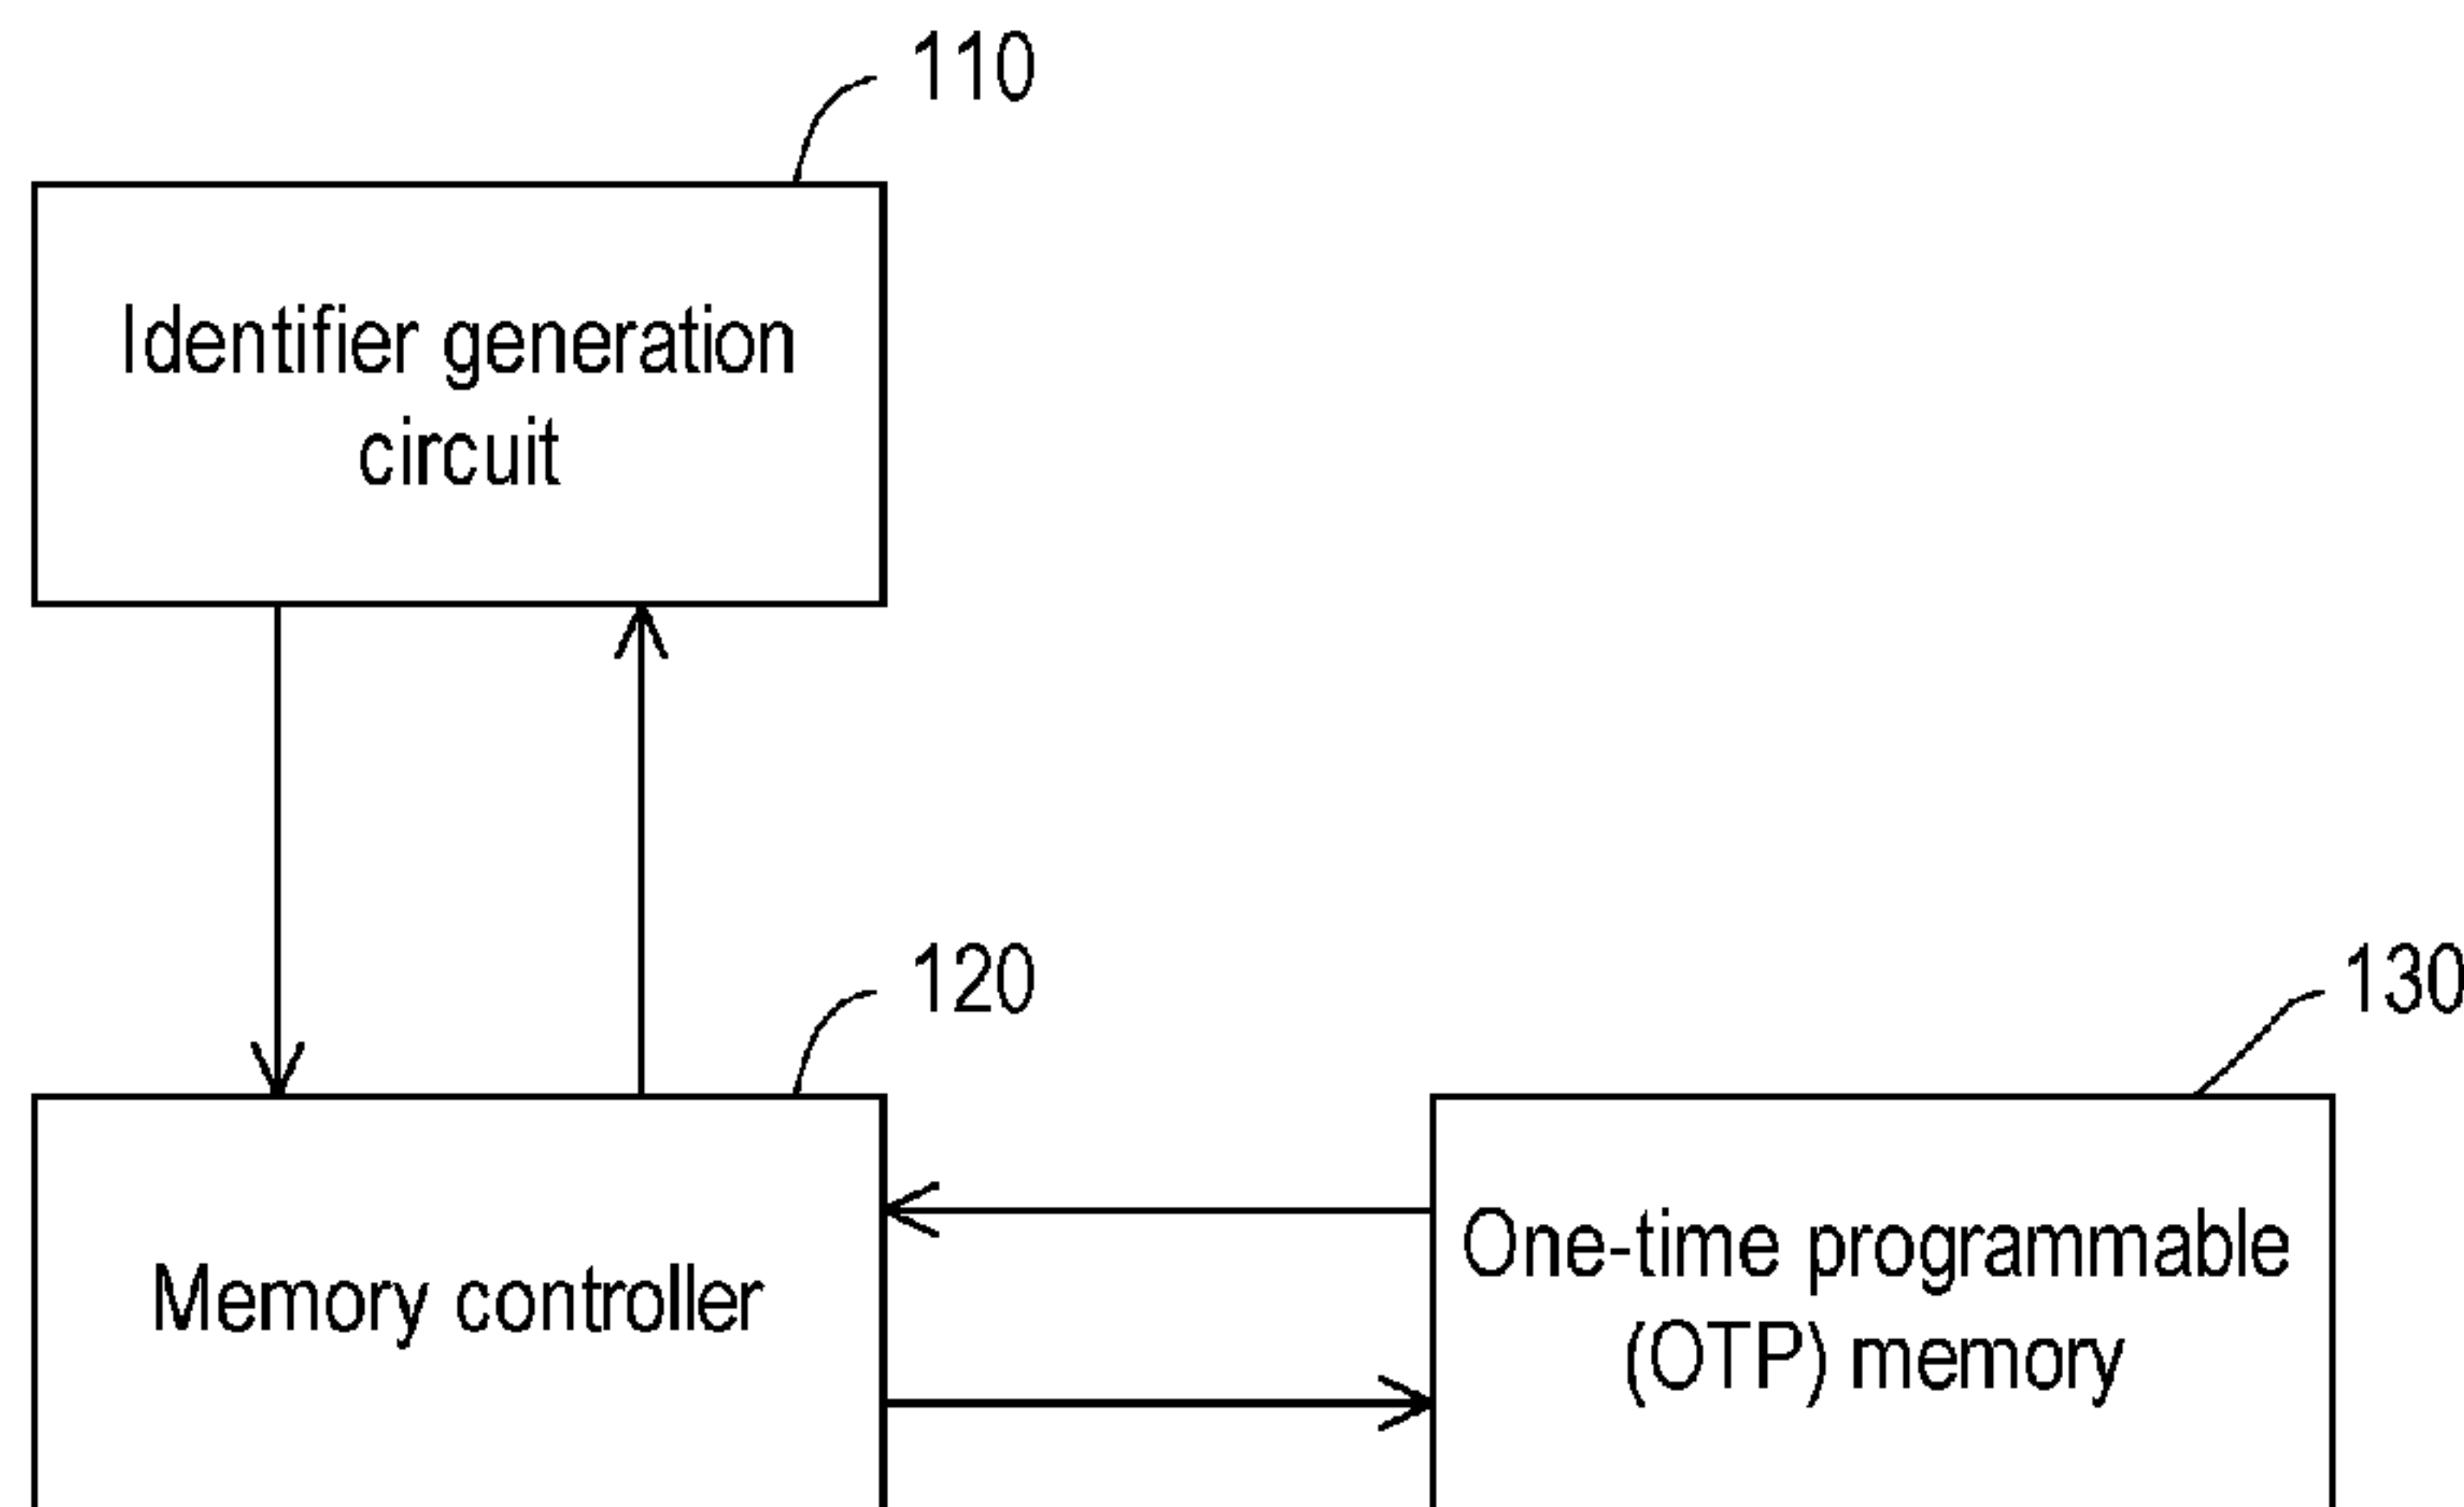 110
Identifier generation
circuit
120
130
Memory controller
One-time programmable
(OTP) memory